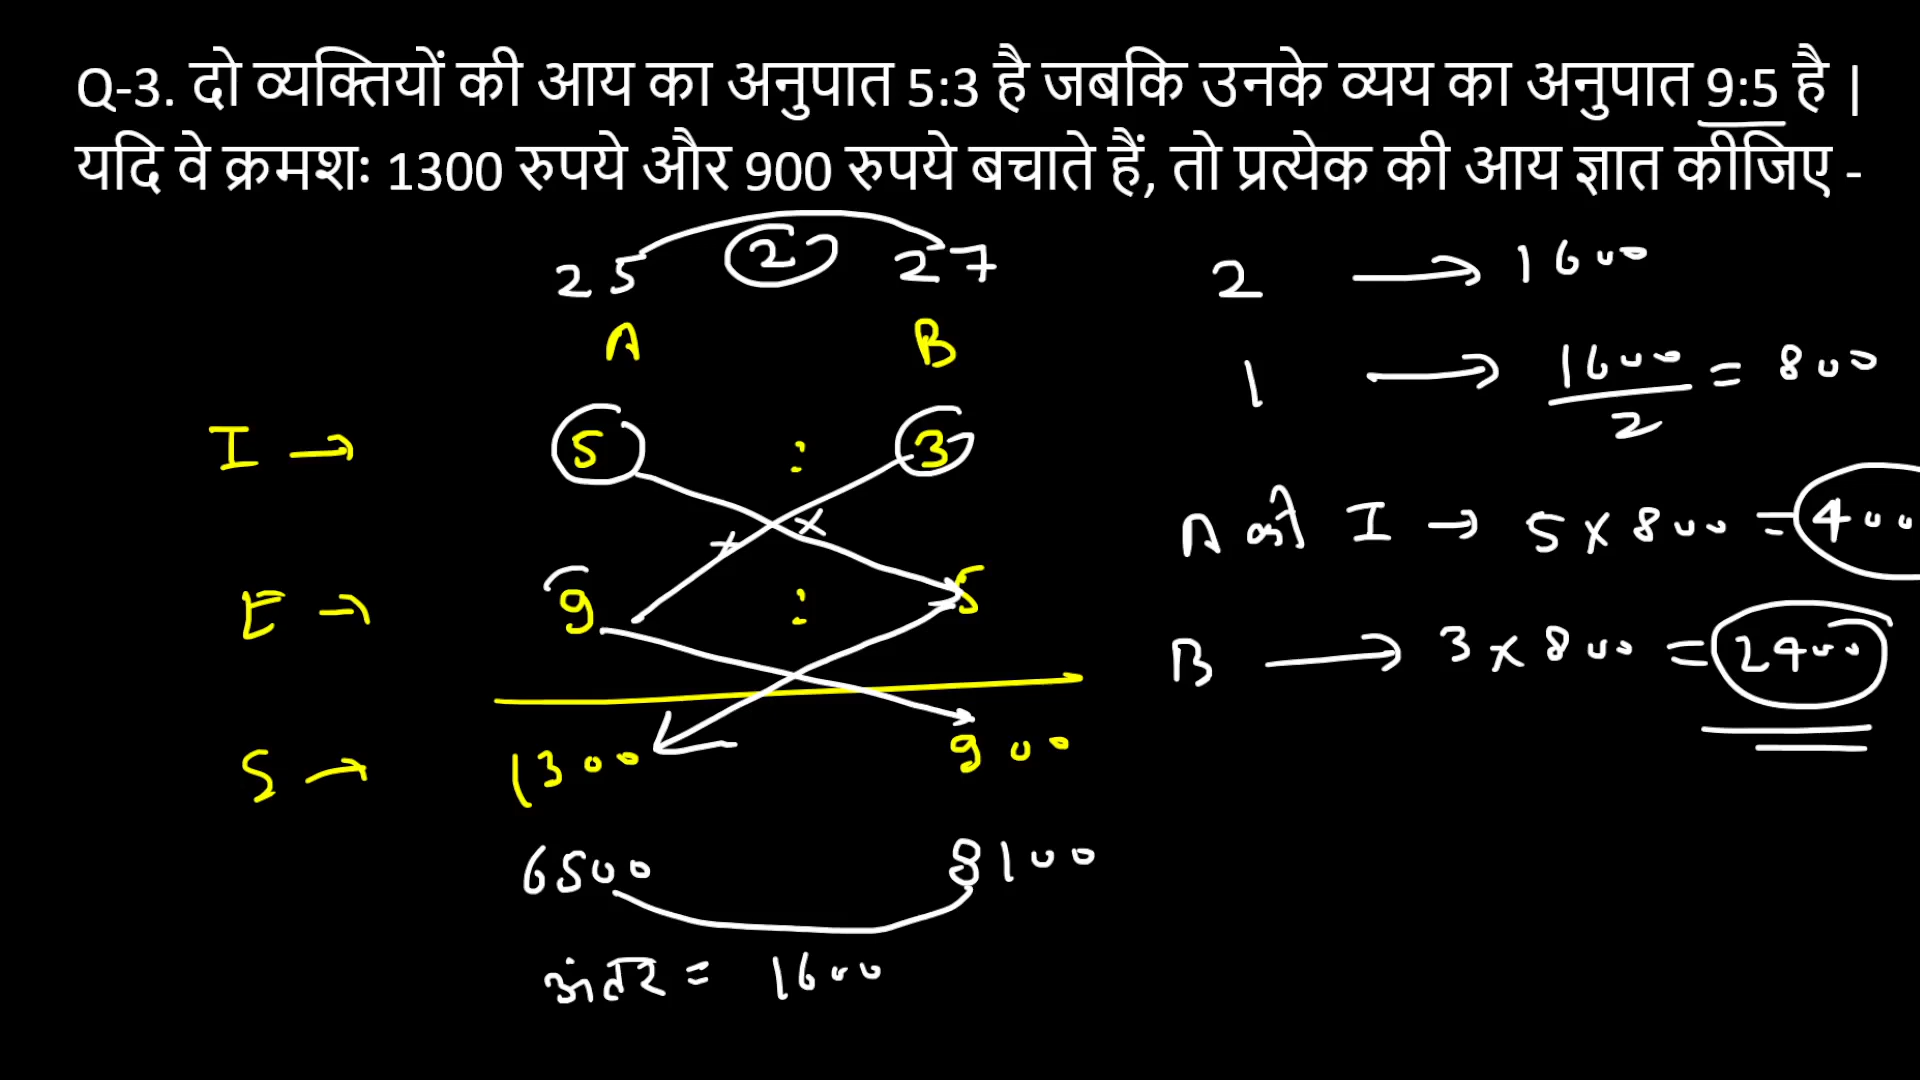 Q-3. दो व्यक्तियों की आय का अनुपात 5:3 है जबकि उनके व्यय का अनुपात 9:5 है |
यदि वे क्रमशः 1300 रुपये और 900 रुपये बचाते हैं, तो प्रत्येक की आय ज्ञात कीजिए -
25 2 27
A B
I → 5 : 3
× ×
E → 9 : 5
S → 1300 900
6500 8100
अंतर = 1600
2 → 1600
1 → 1600/2 = 800
A की I → 5 × 800 = 400
B → 3 × 800 = 2400